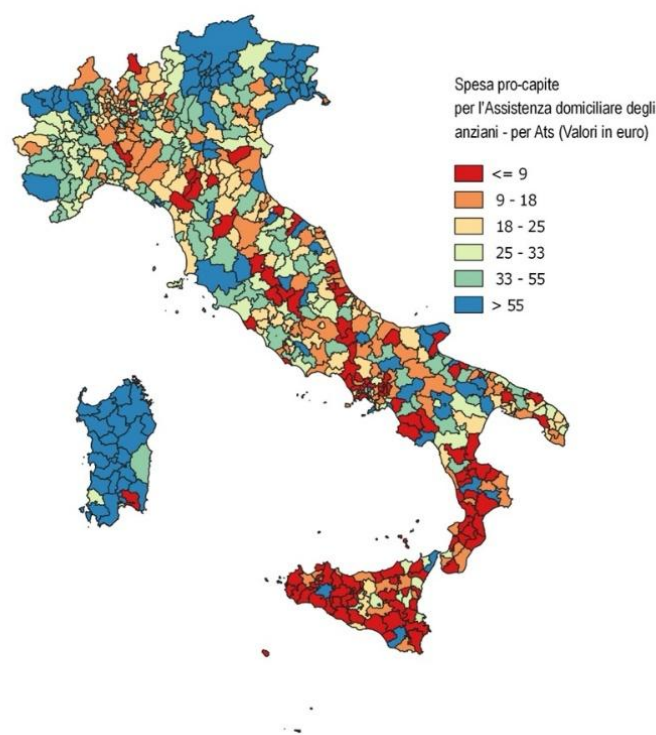 Spesa pro-capite
per l'Assistenza domiciliare degli
anziani - per Ats (Valori in euro)
<= 9
9 - 18
18 - 25
25 - 33
33 - 55
> 55